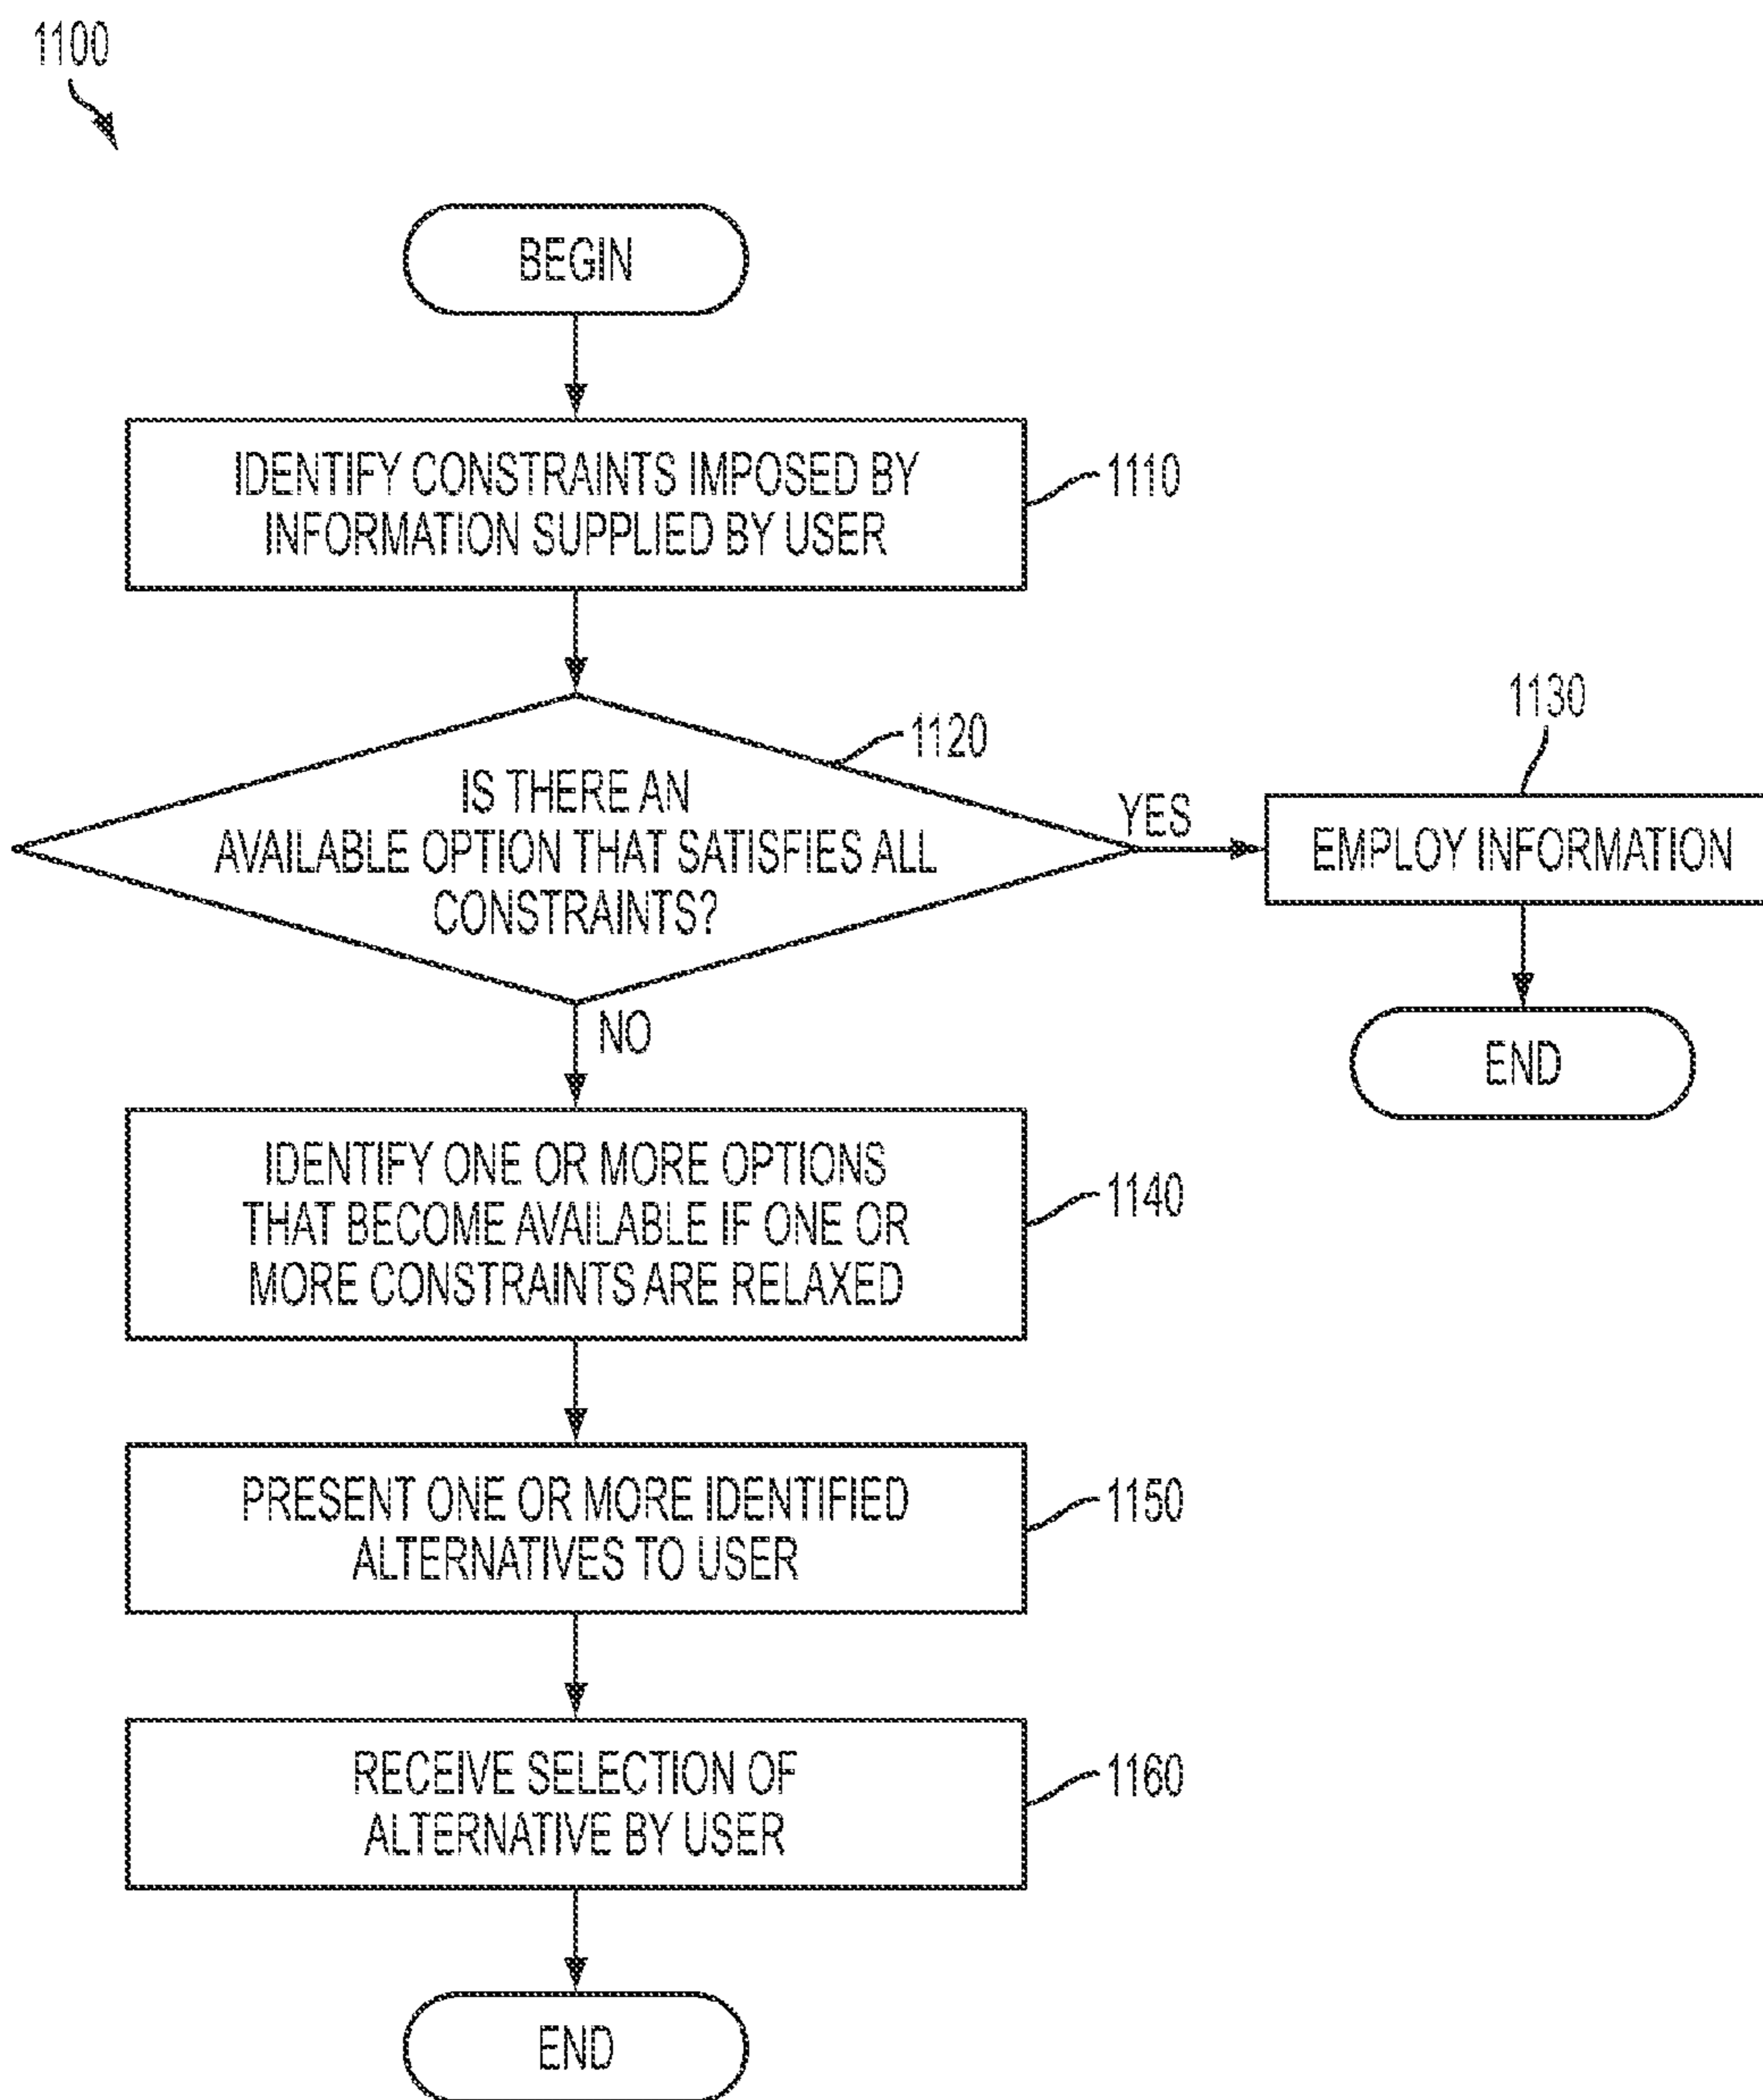 1100
BEGIN
IDENTIFY CONSTRAINTS IMPOSED BY
INFORMATION SUPPLIED BY USER
1110
1120
IS THERE AN
AVAILABLE OPTION THAT SATISFIES ALL
CONSTRAINTS?
YES
1130
EMPLOY INFORMATION
END
NO
IDENTIFY ONE OR MORE OPTIONS
THAT BECOME AVAILABLE IF ONE OR
MORE CONSTRAINTS ARE RELAXED
1140
PRESENT ONE OR MORE IDENTIFIED
ALTERNATIVES TO USER
1150
RECEIVE SELECTION OF
ALTERNATIVE BY USER
1160
END